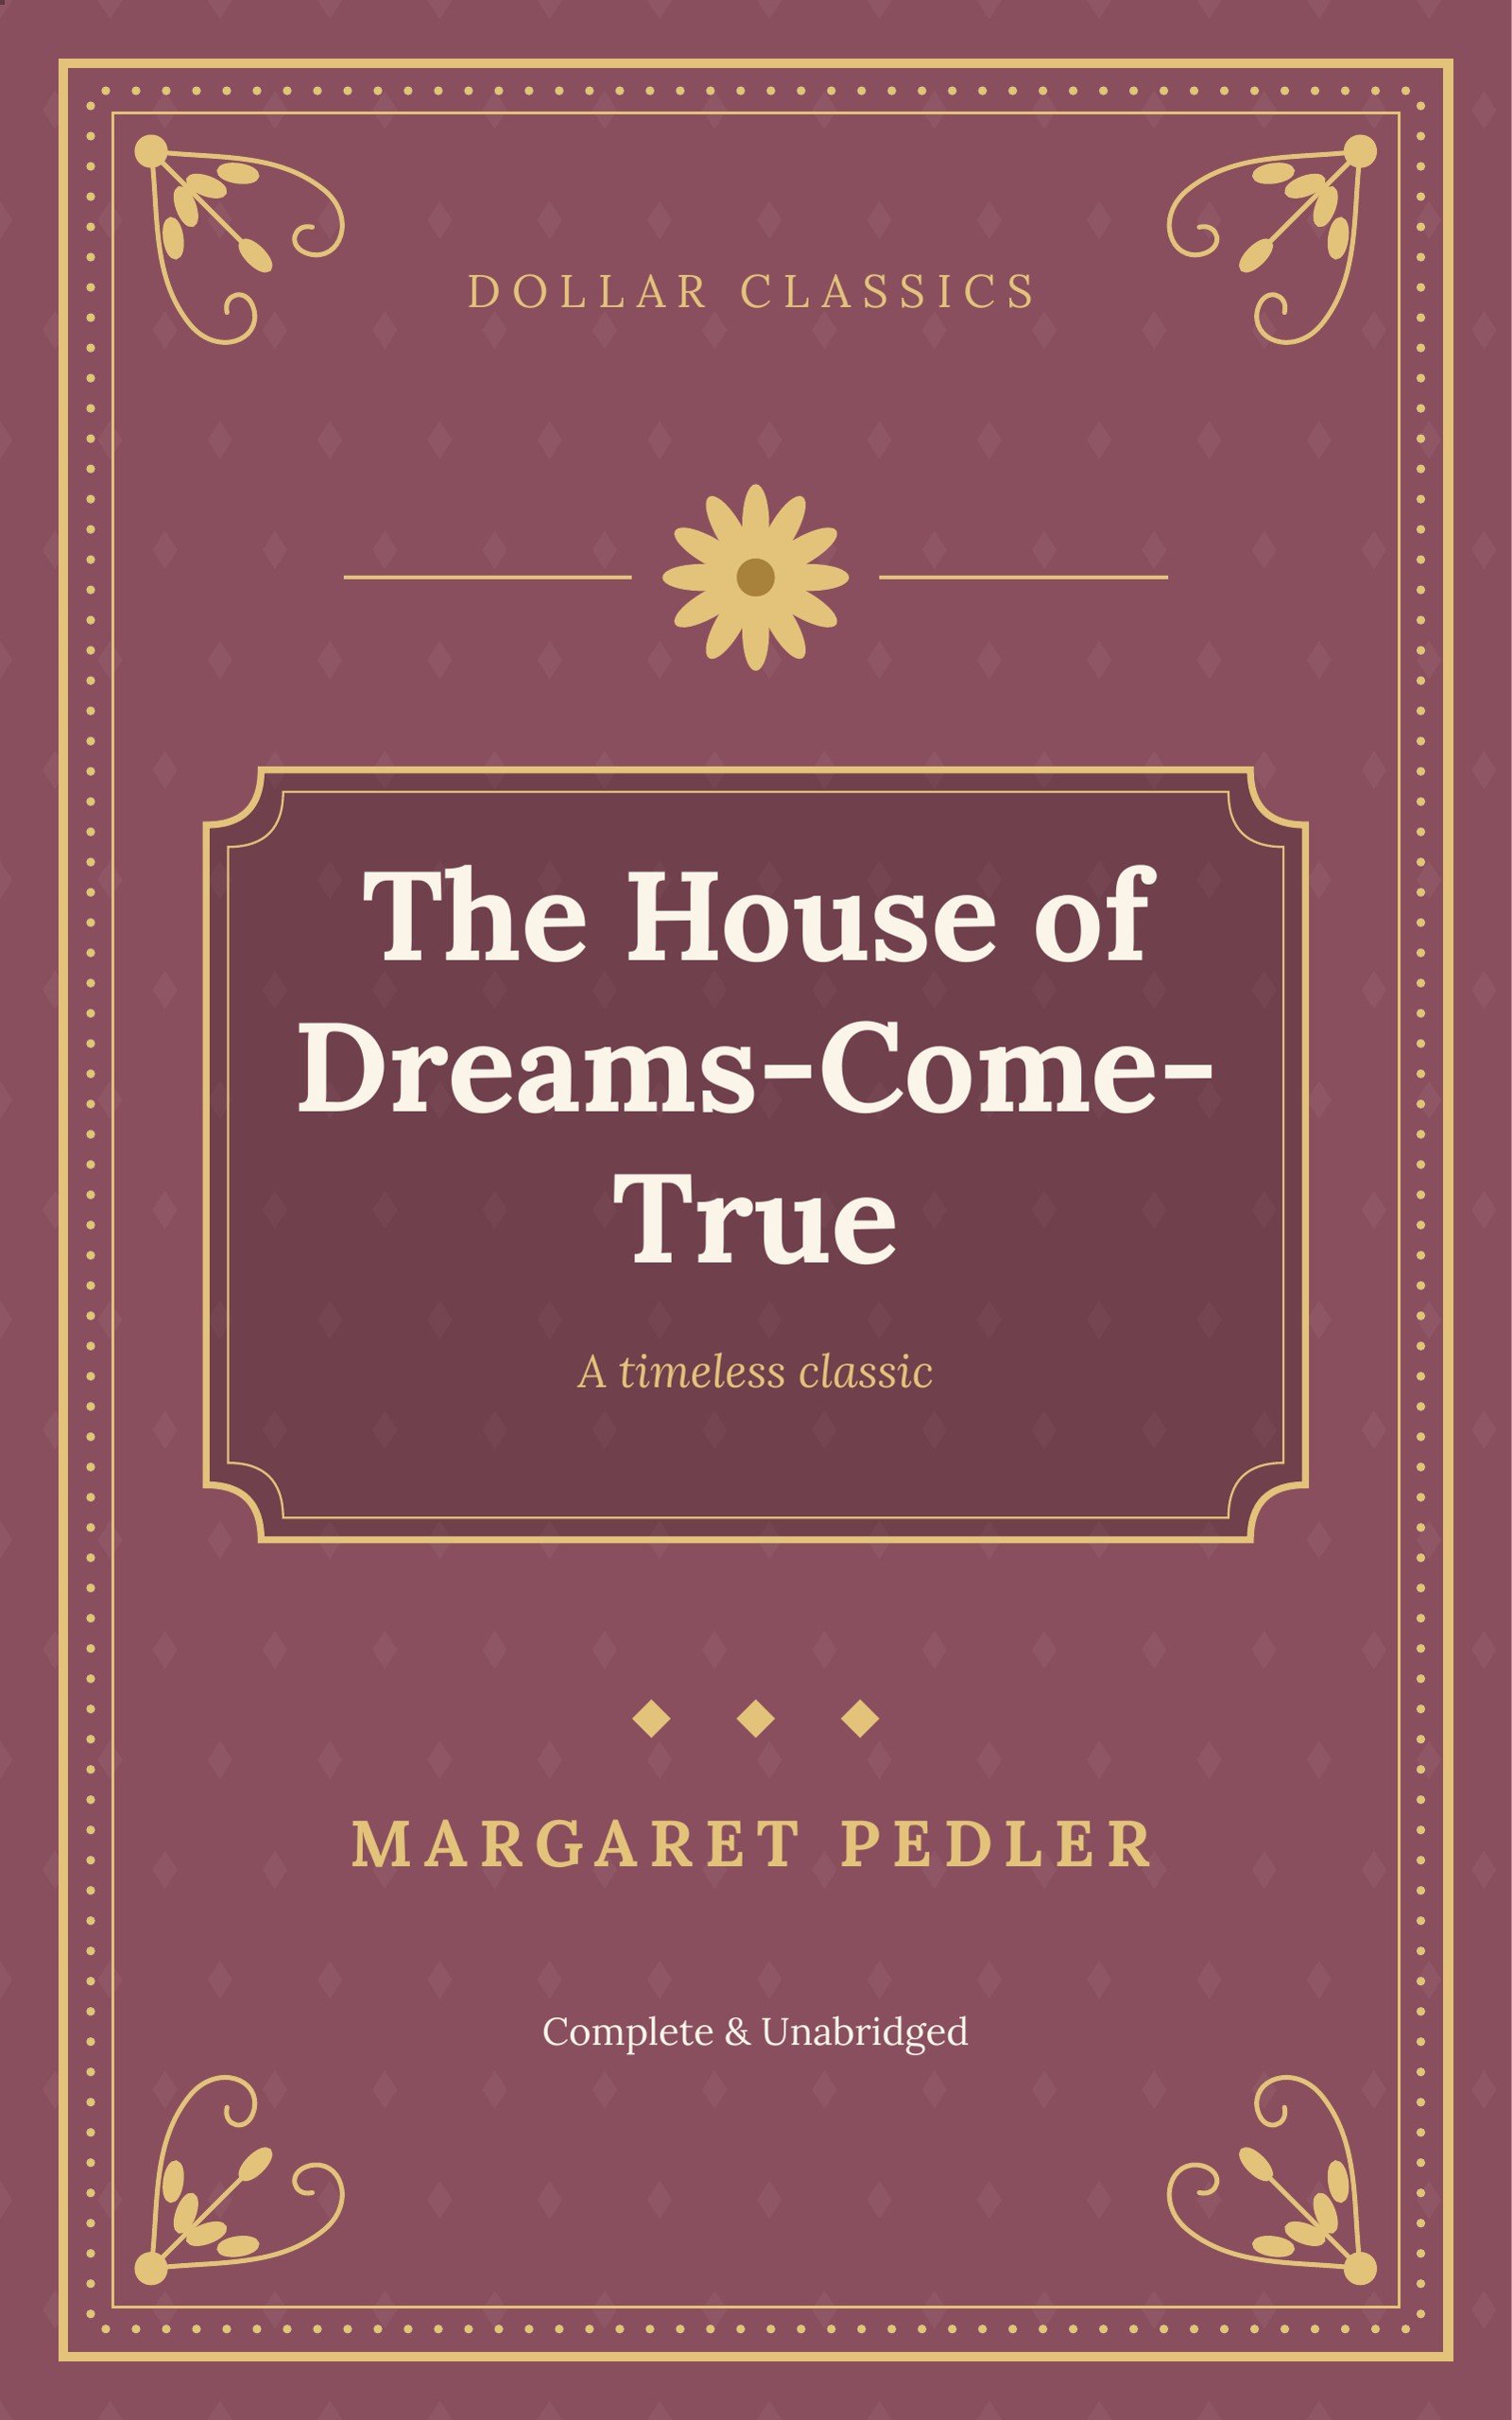 DOLLAR CLASSICS
The House of
Dreams-Come-
True
A timeless classic
MARGARET PEDLER
Complete & Unabridged